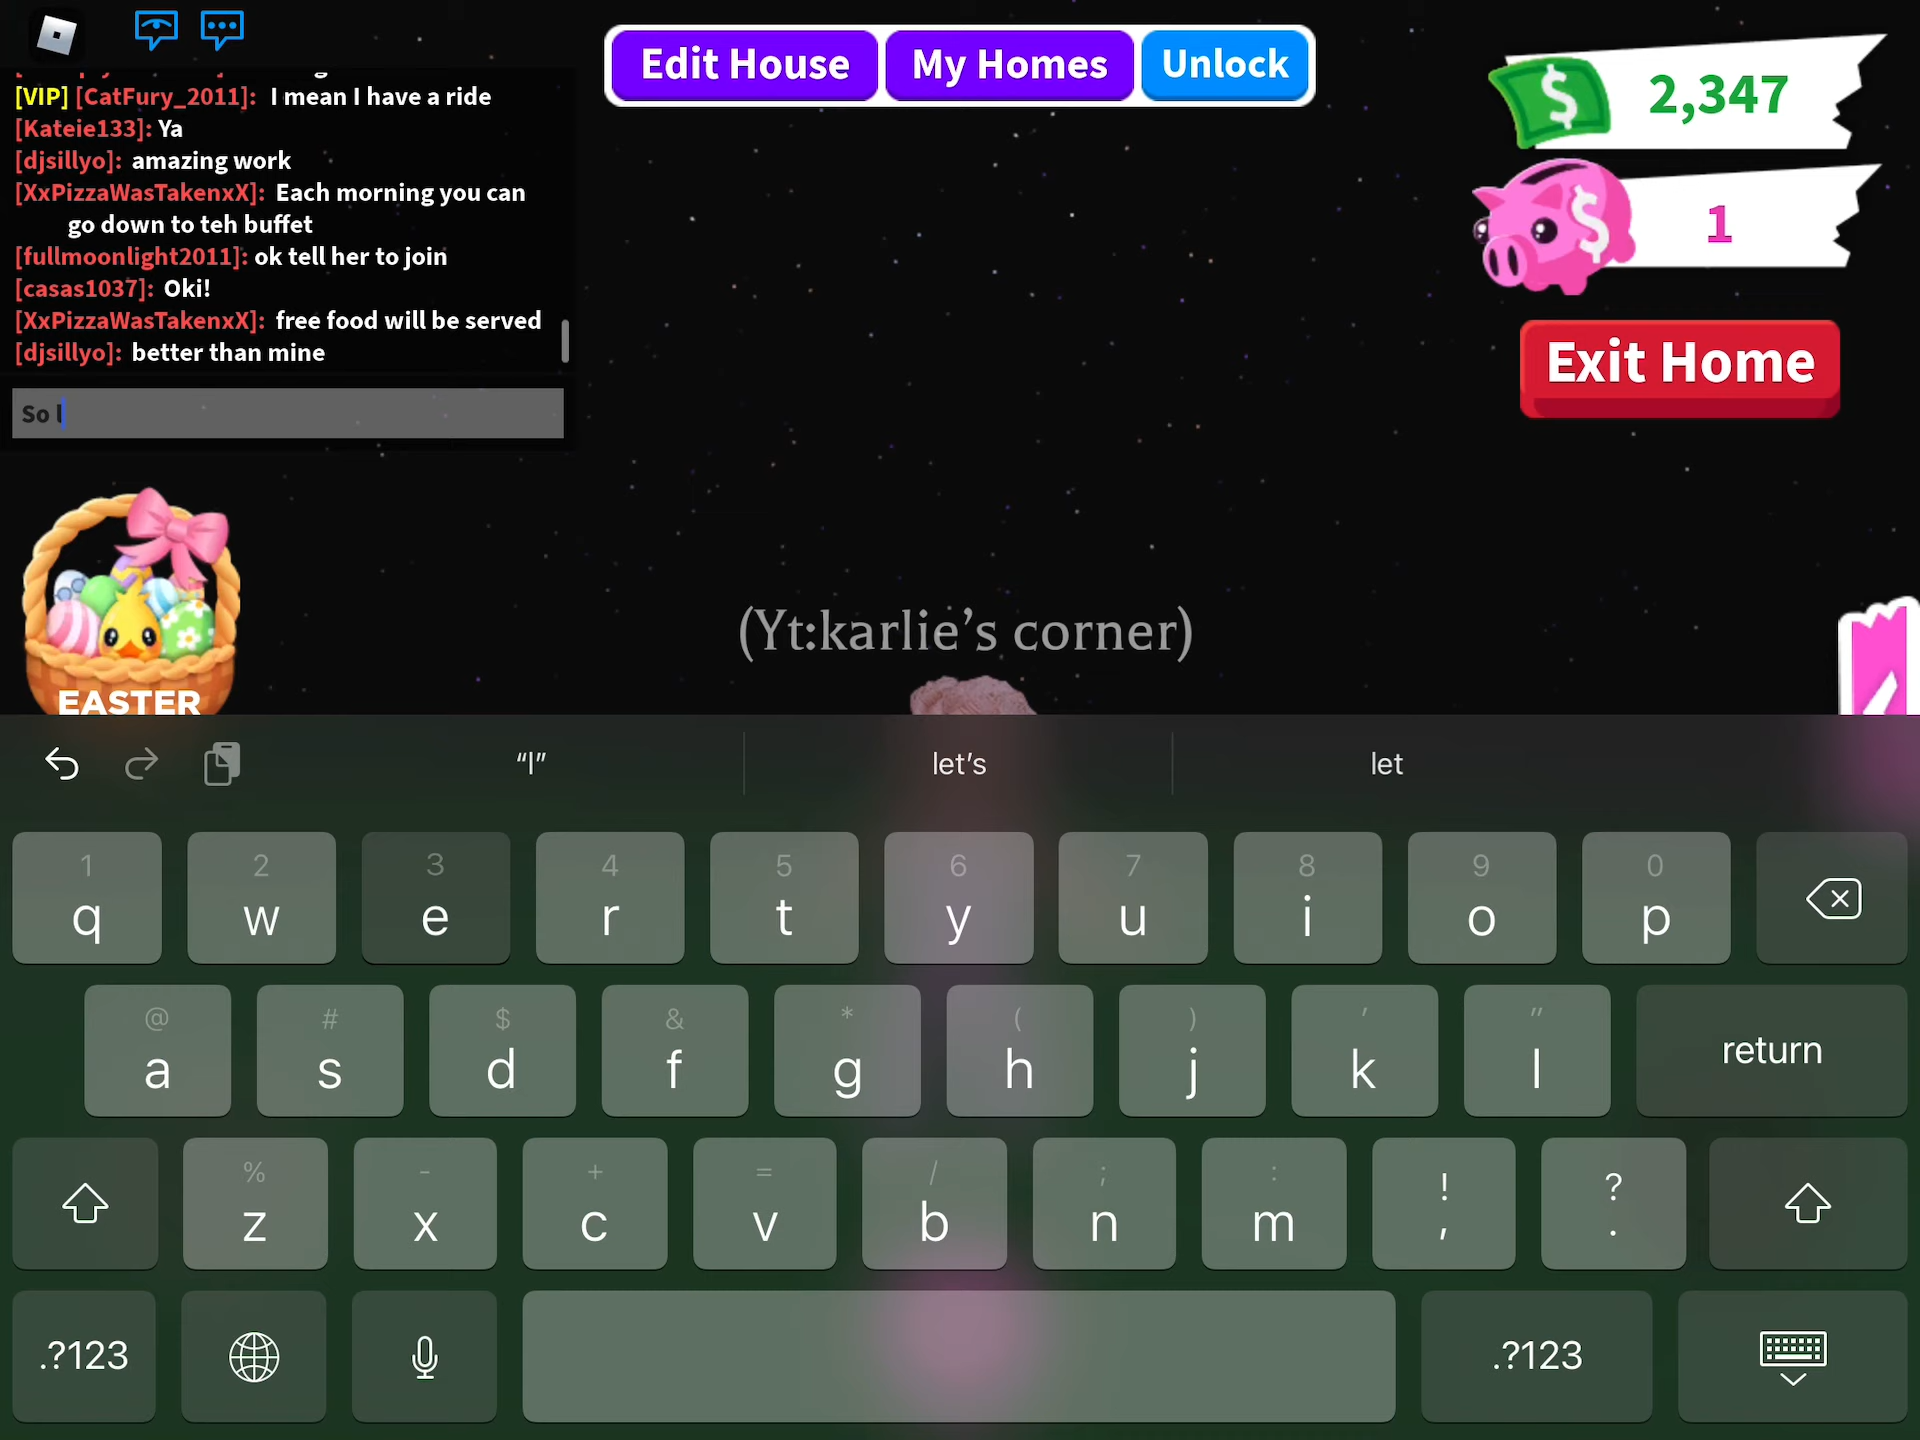 Edit House
My Homes
Unlock
2,347
1
Exit Home
[VIP] [CatFury_2011]: I mean I have a ride
[Kateie133]: Ya
[djsillyo]: amazing work
[XxPizzaWasTakenxX]: Each morning you can
go down to teh buffet
[fullmoonlight2011]: ok tell her to join
[casas1037]: Oki!
[XxPizzaWasTakenxX]: free food will be served
[djsillyo]: better than mine
So l
EASTER
(Yt:karlie’s corner)
“l” let’s let
1 2 3 4 5 6 7 8 9 0
q w e r t y u i o p
@ # $ & * ( ) ' "
a s d f g h j k l return
% - + = / ; : ! ?
z x c v b n m , .
.?123 .?123